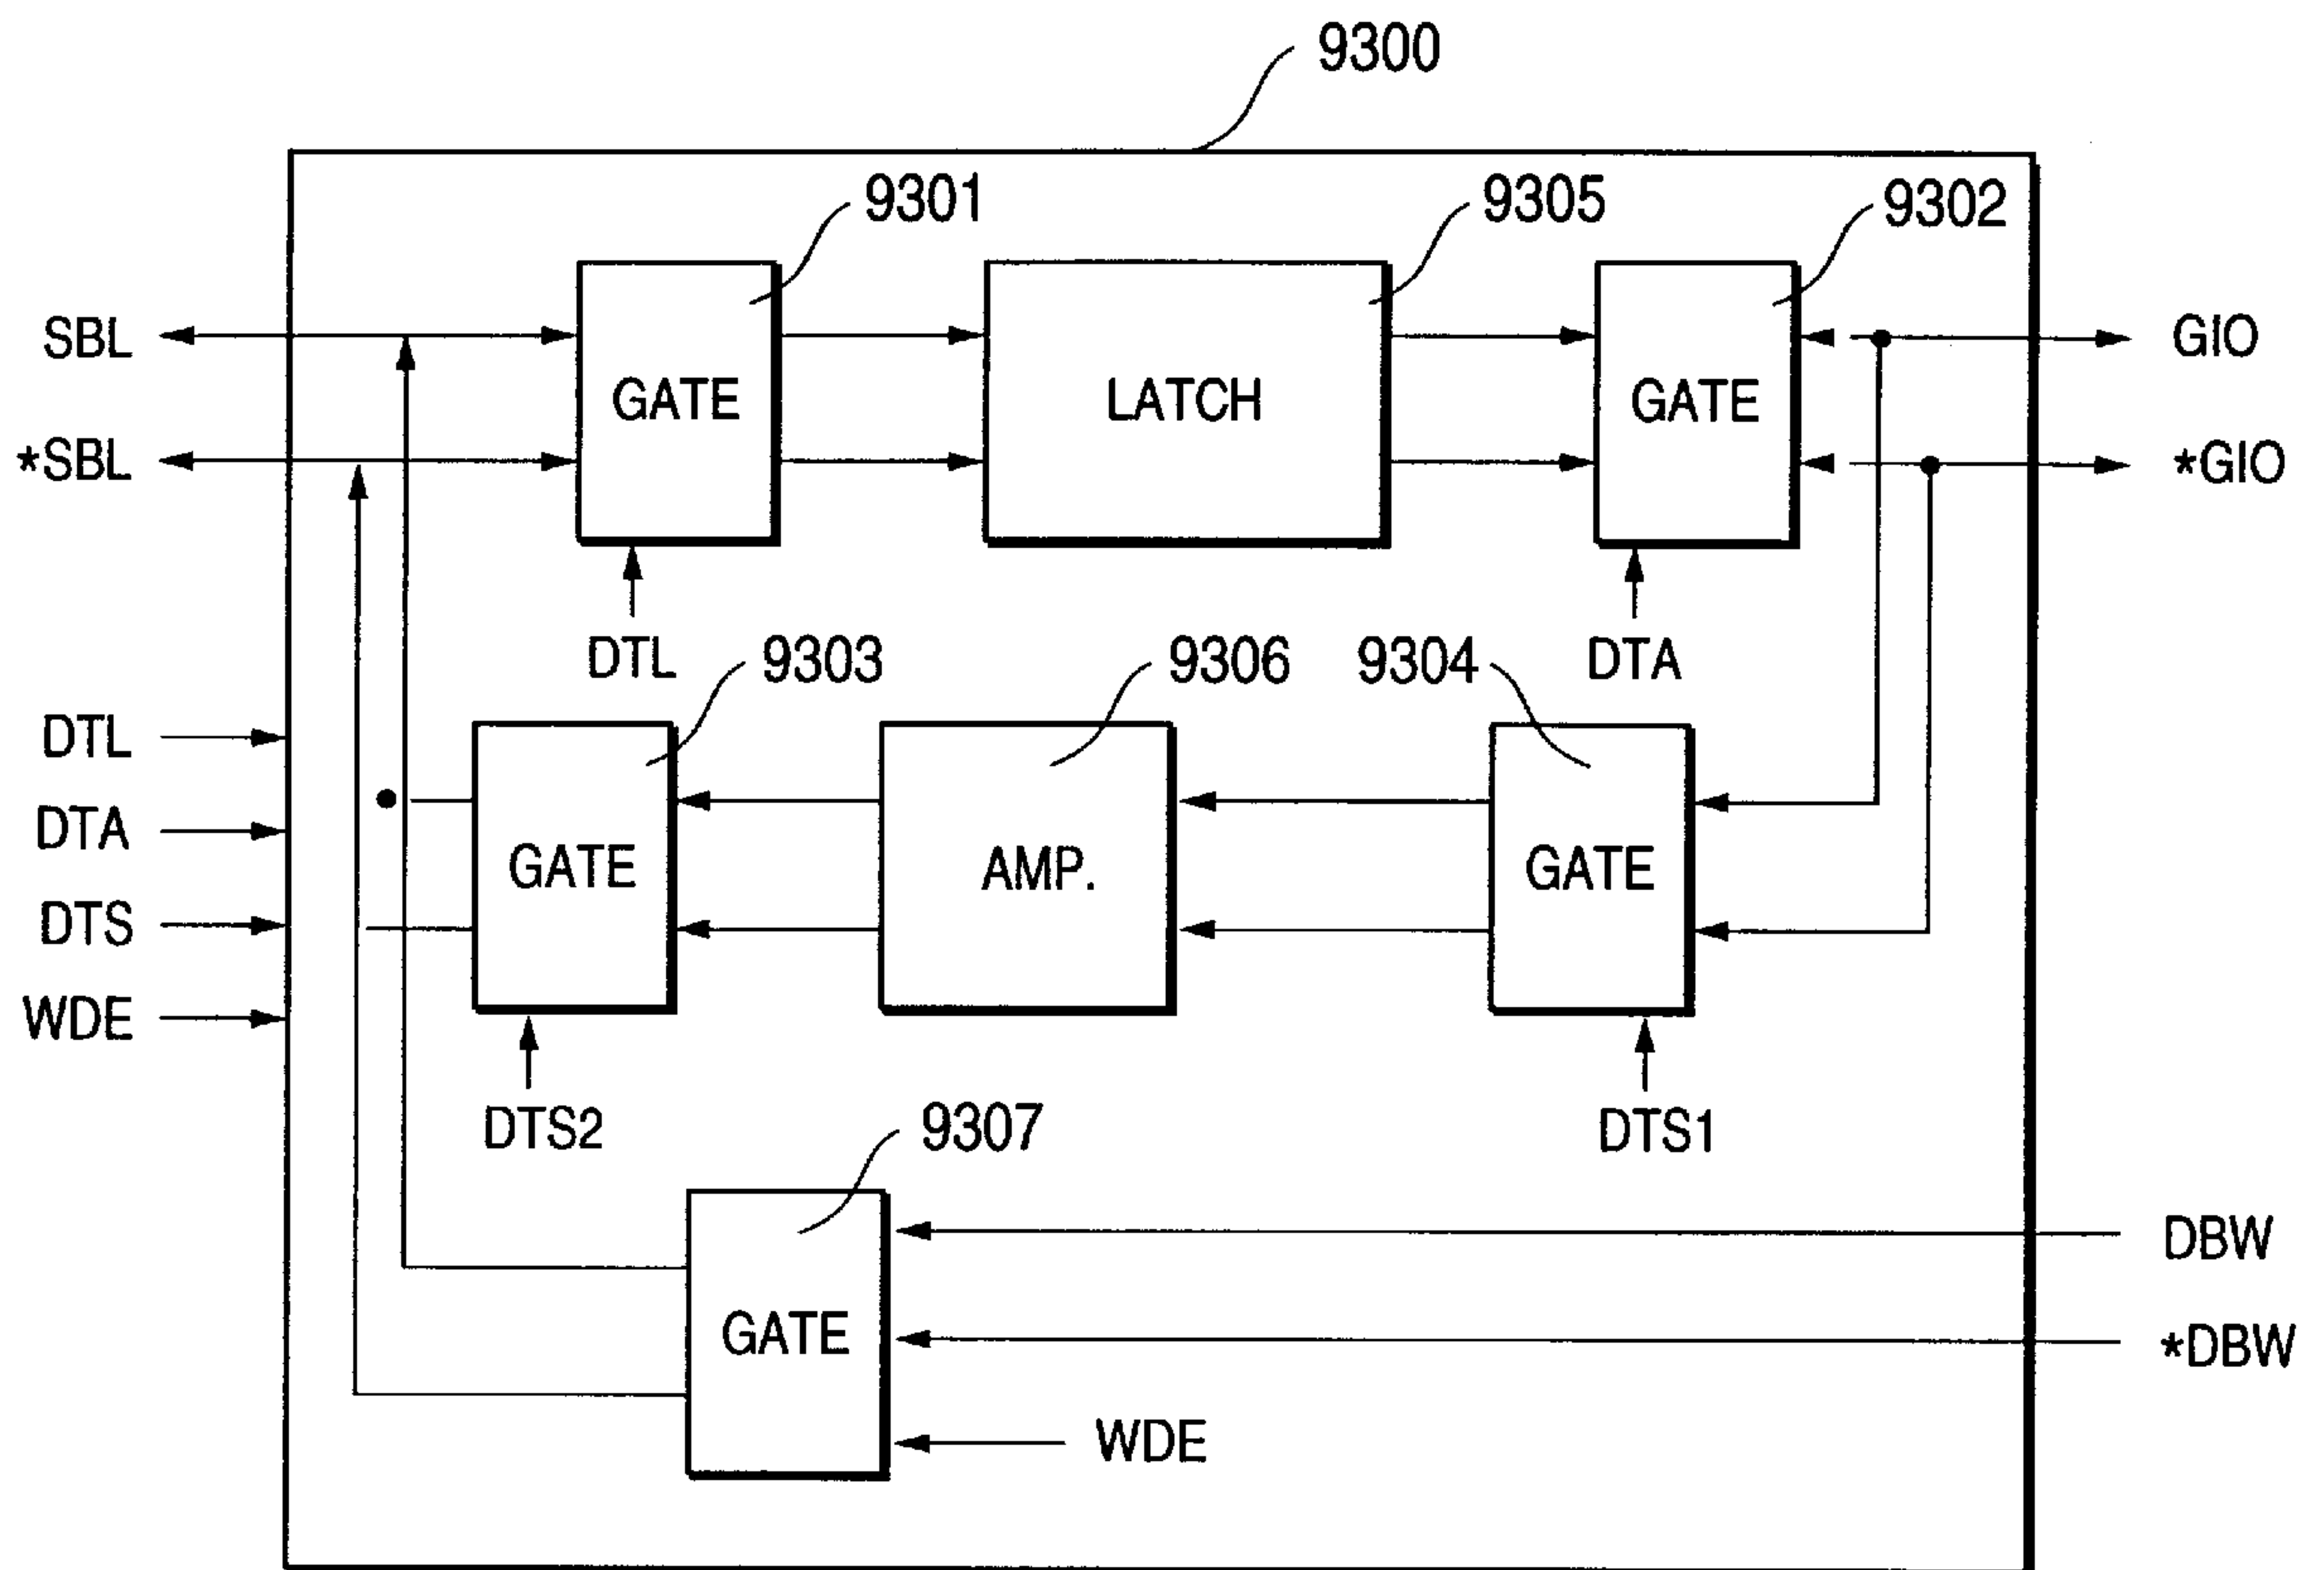 9300
9301
9305
9302
SBL
GIO
GATE
LATCH
GATE
*SBL
*GIO
DTL
9303
9306
9304
DTA
DTL
DTA
GATE
AMP.
GATE
DTS
WDE
DTS2
9307
DTS1
DBW
GATE
*DBW
WDE